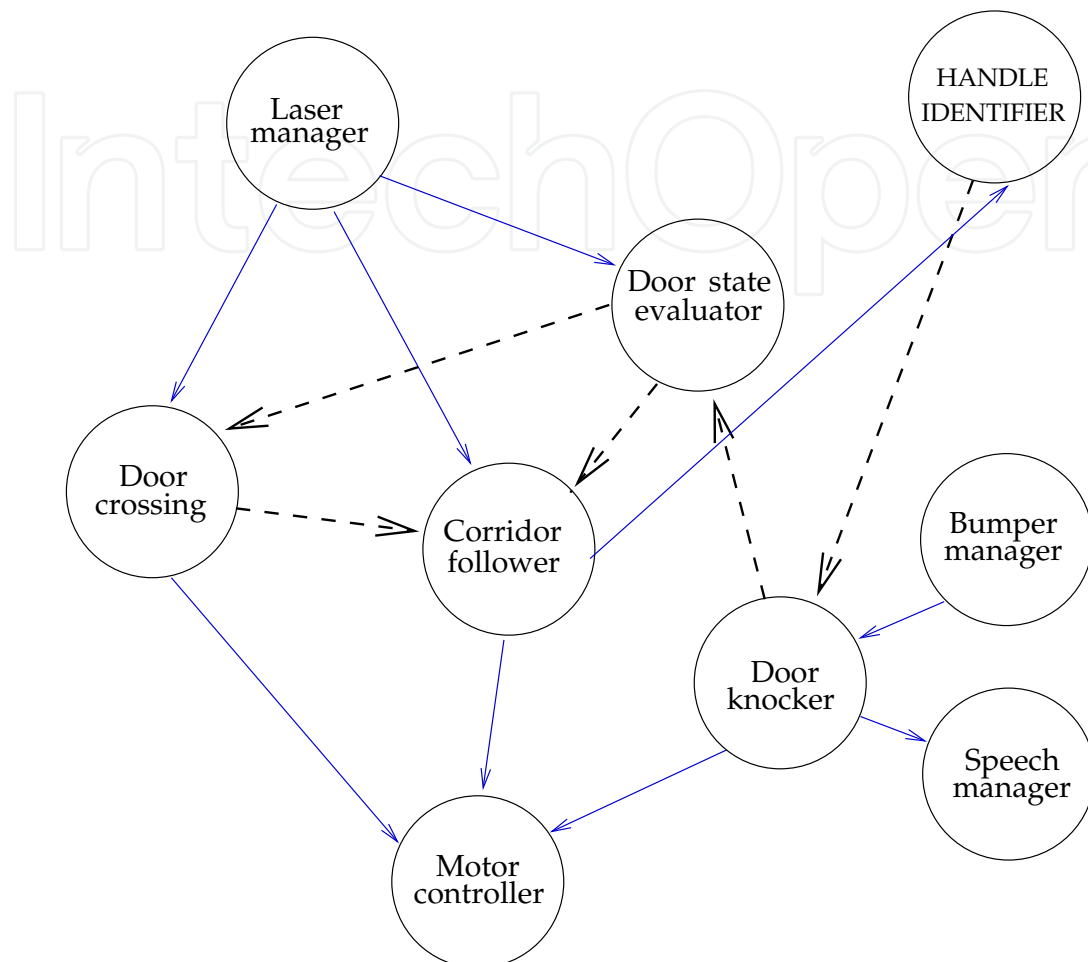 IntechOpen
Laser
manager
HANDLE
IDENTIFIER
Door state
evaluator
Door
crossing
Corridor
follower
Bumper
manager
Door
knocker
Speech
manager
Motor
controller